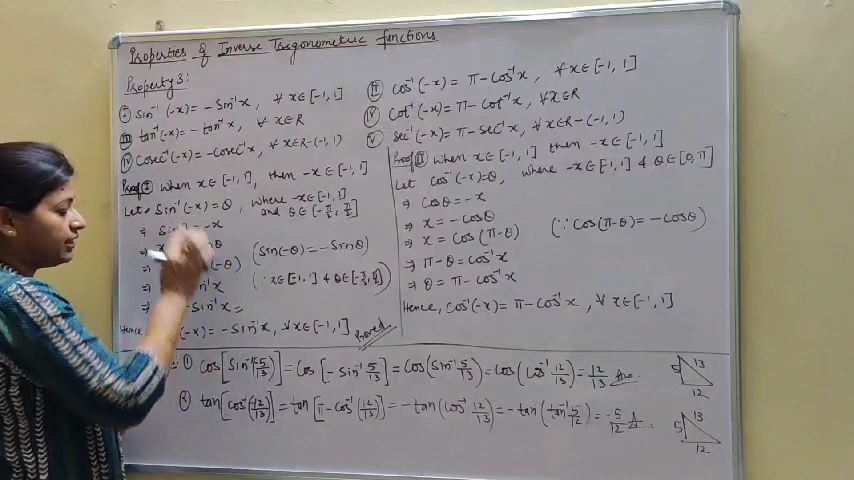 Properties of Inverse Trigonometric functions
Property 3:
(I) Sin⁻¹(-x) = -Sin⁻¹x, ∀ x∈[-1, 1]
(III) tan⁻¹(-x) = -tan⁻¹x, ∀ x∈R
(IV) Cosec⁻¹(-x) = -cosec⁻¹x, ∀ x∈R-(-1, 1)
Proof (I) when x∈[-1, 1], then -x∈[-1, 1]
Let Sin⁻¹(-x) = θ, where -x∈[-1, 1]
and θ∈[-π/2, π/2]
⇒ Sin -x
⇒ x θ (Sin(-θ) = -Sinθ)
⇒ (-θ) (∵ x∈[-1, 1] & θ∈[-π/2, π/2])
⇒ Sin⁻¹x
⇒ -Sin⁻¹x =
Hence (-x) = -Sin⁻¹x, ∀ x∈[-1, 1] Proved
(II) cos⁻¹(-x) = π-cos⁻¹x, ∀ x∈[-1, 1]
(IV) cot⁻¹(-x) = π-cot⁻¹x, ∀ x∈R
(V) sec⁻¹(-x) = π-sec⁻¹x, ∀ x∈R-(-1, 1)
Proof (II) when x∈[-1, 1] then -x∈[-1, 1]
Let cos⁻¹(-x) = θ, where -x∈[-1, 1] & θ∈[0, π]
⇒ cosθ = -x
⇒ x = -cosθ
⇒ x = cos(π-θ) (∵ cos(π-θ) = -cosθ)
⇒ π-θ = cos⁻¹x
⇒ θ = π-cos⁻¹x
Hence, cos⁻¹(-x) = π-cos⁻¹x, ∀ x∈[-1, 1]
(1) cos[Sin⁻¹(-5/13)] = cos[-Sin⁻¹ 5/13] = cos(Sin⁻¹ 5/13) = cos(cos⁻¹ 12/13) = 12/13 Ans
5 13
12
(2) tan[cos⁻¹(-12/13)] = tan[π-cos⁻¹(12/13)] = -tan(cos⁻¹ 12/13) = -tan(tan⁻¹ 5/12) = -5/12
5 13
12